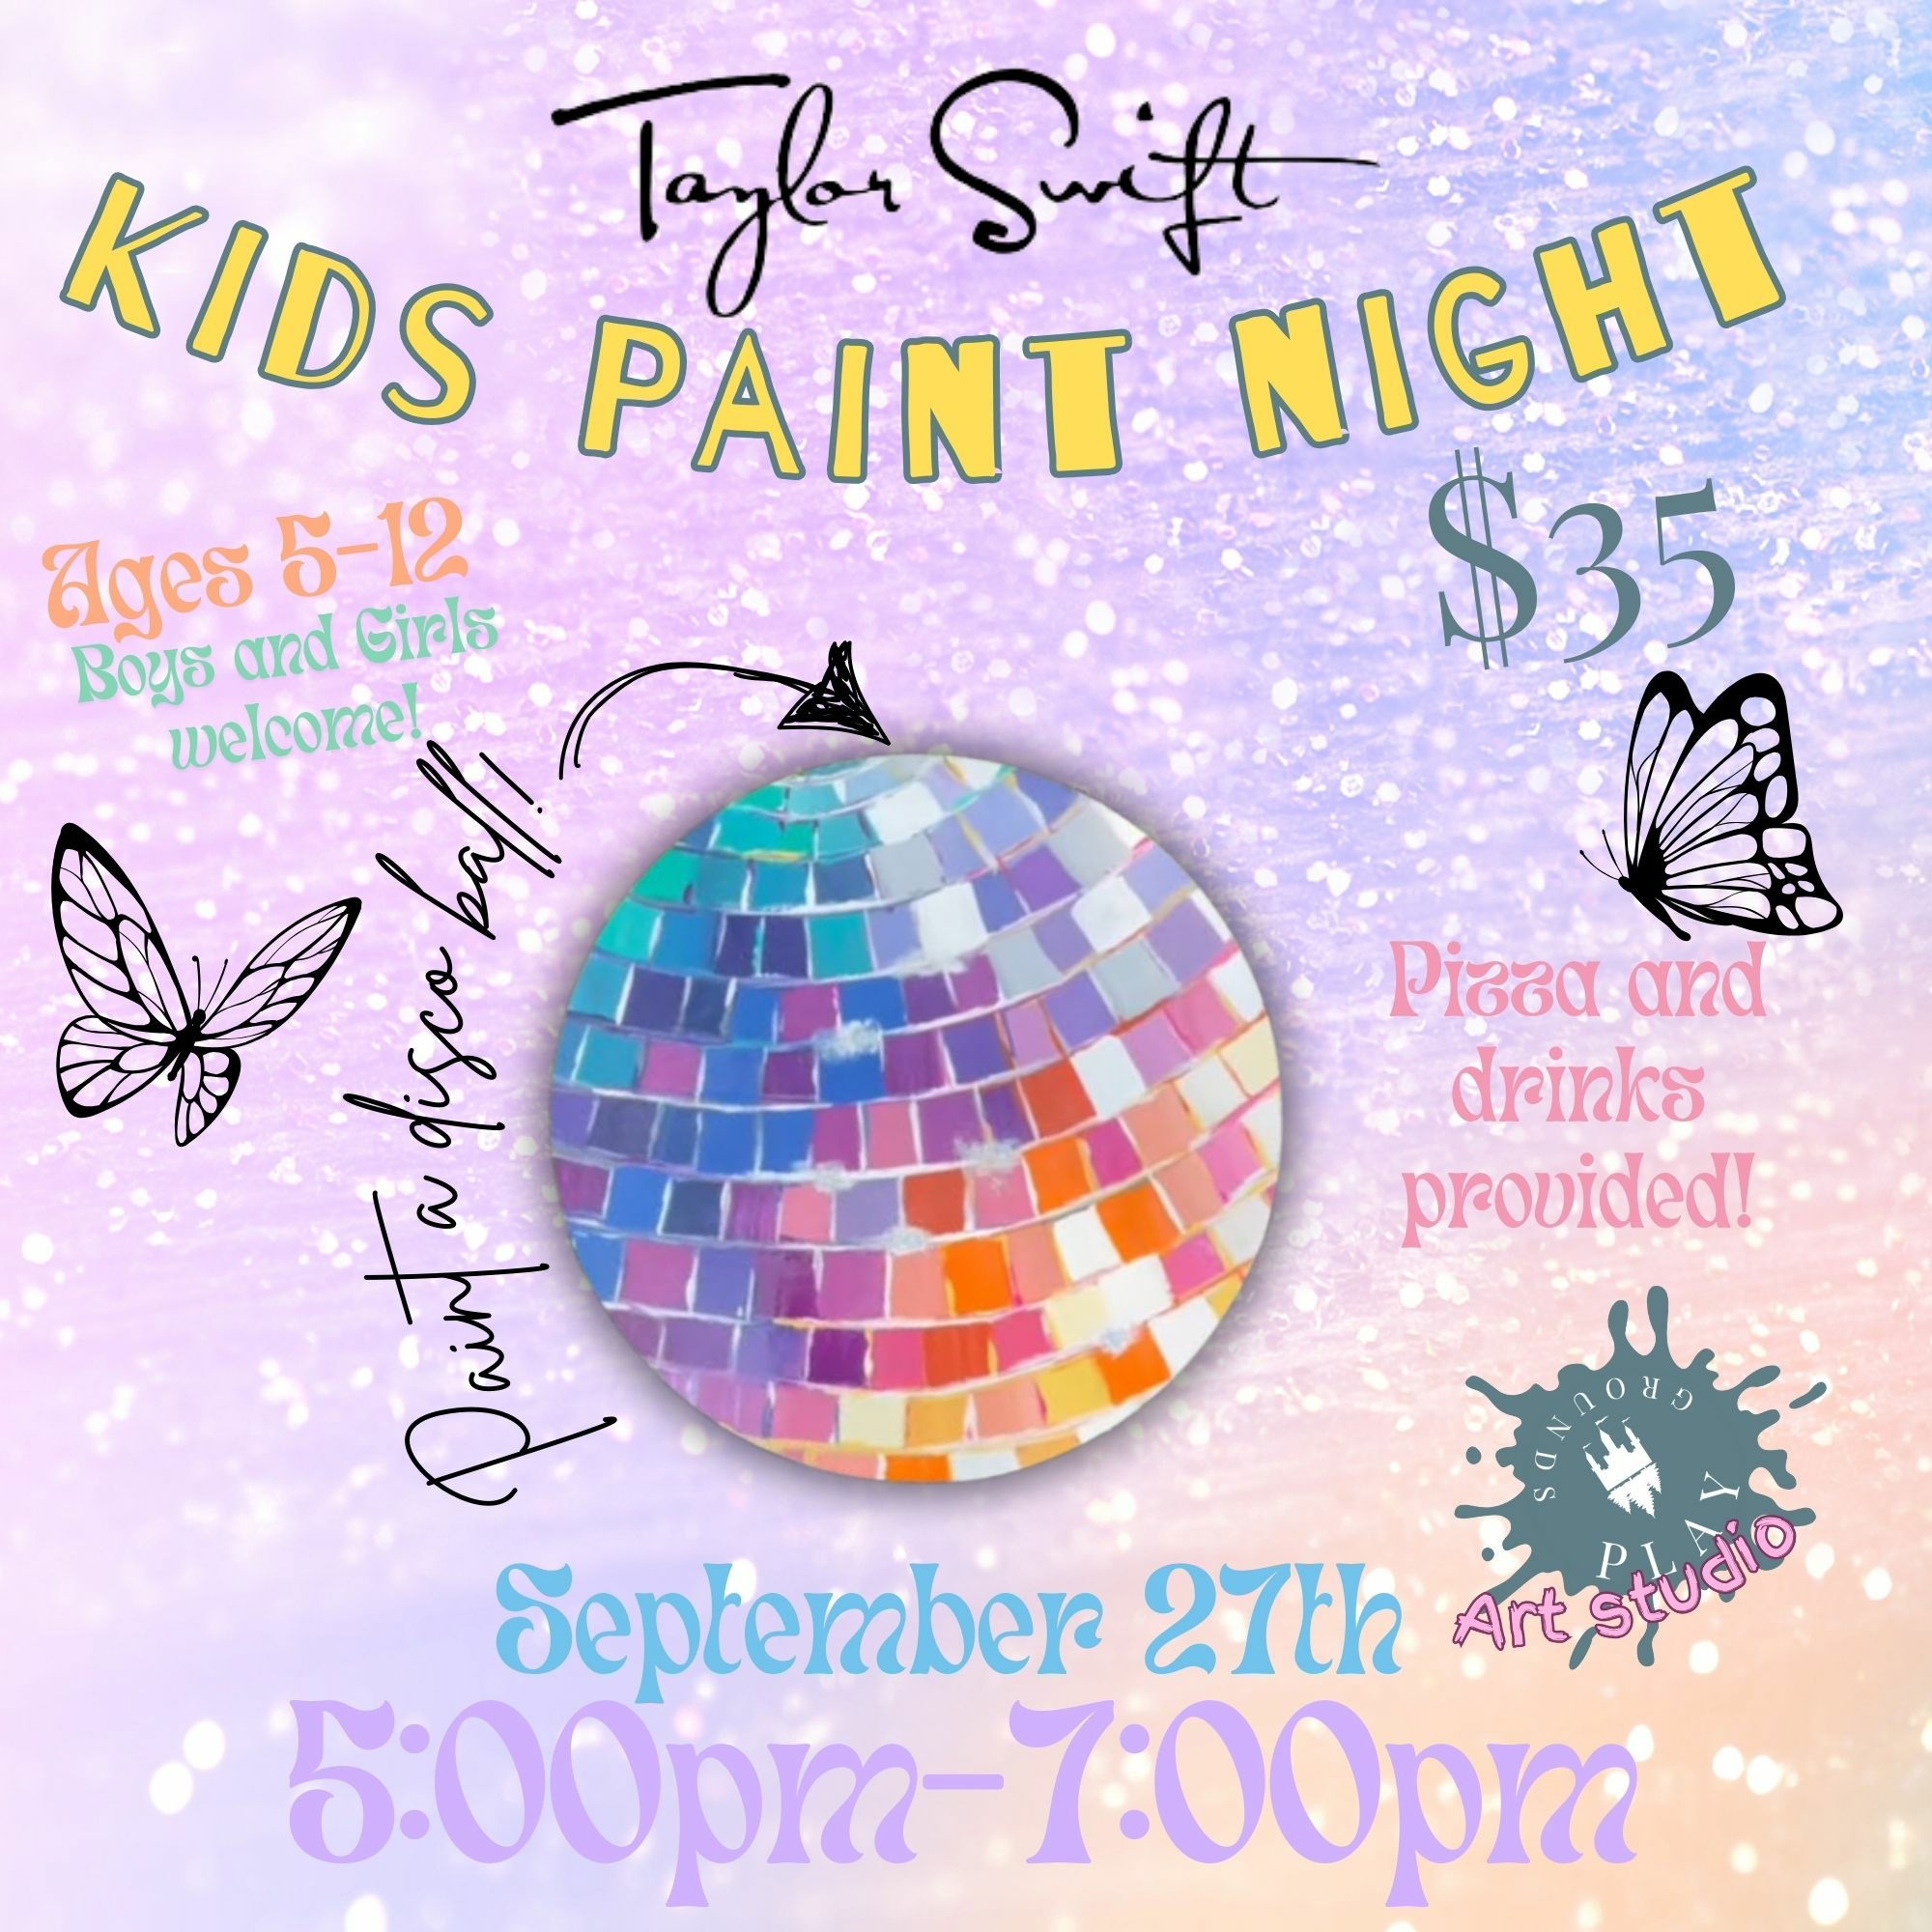 Taylor Swift
KIDS PAINT NIGHT
$35
Ages 5-12
Boys and Girls
welcome!
Paint a disco ball!
Pizza and
drinks
provided!
PLAY
GROUNDS
Art studio
September 27th
5:00pm-7:00pm